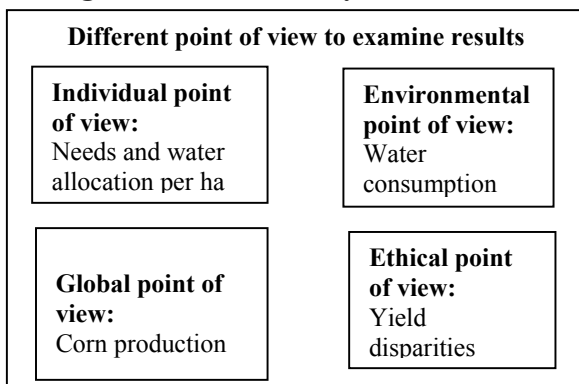 Different point of view to examine results
Individual point
of view:
Needs and water
allocation per ha
Environmental
point of view:
Water
consumption
Global point of
view:
Corn production
Ethical point
of view:
Yield
disparities